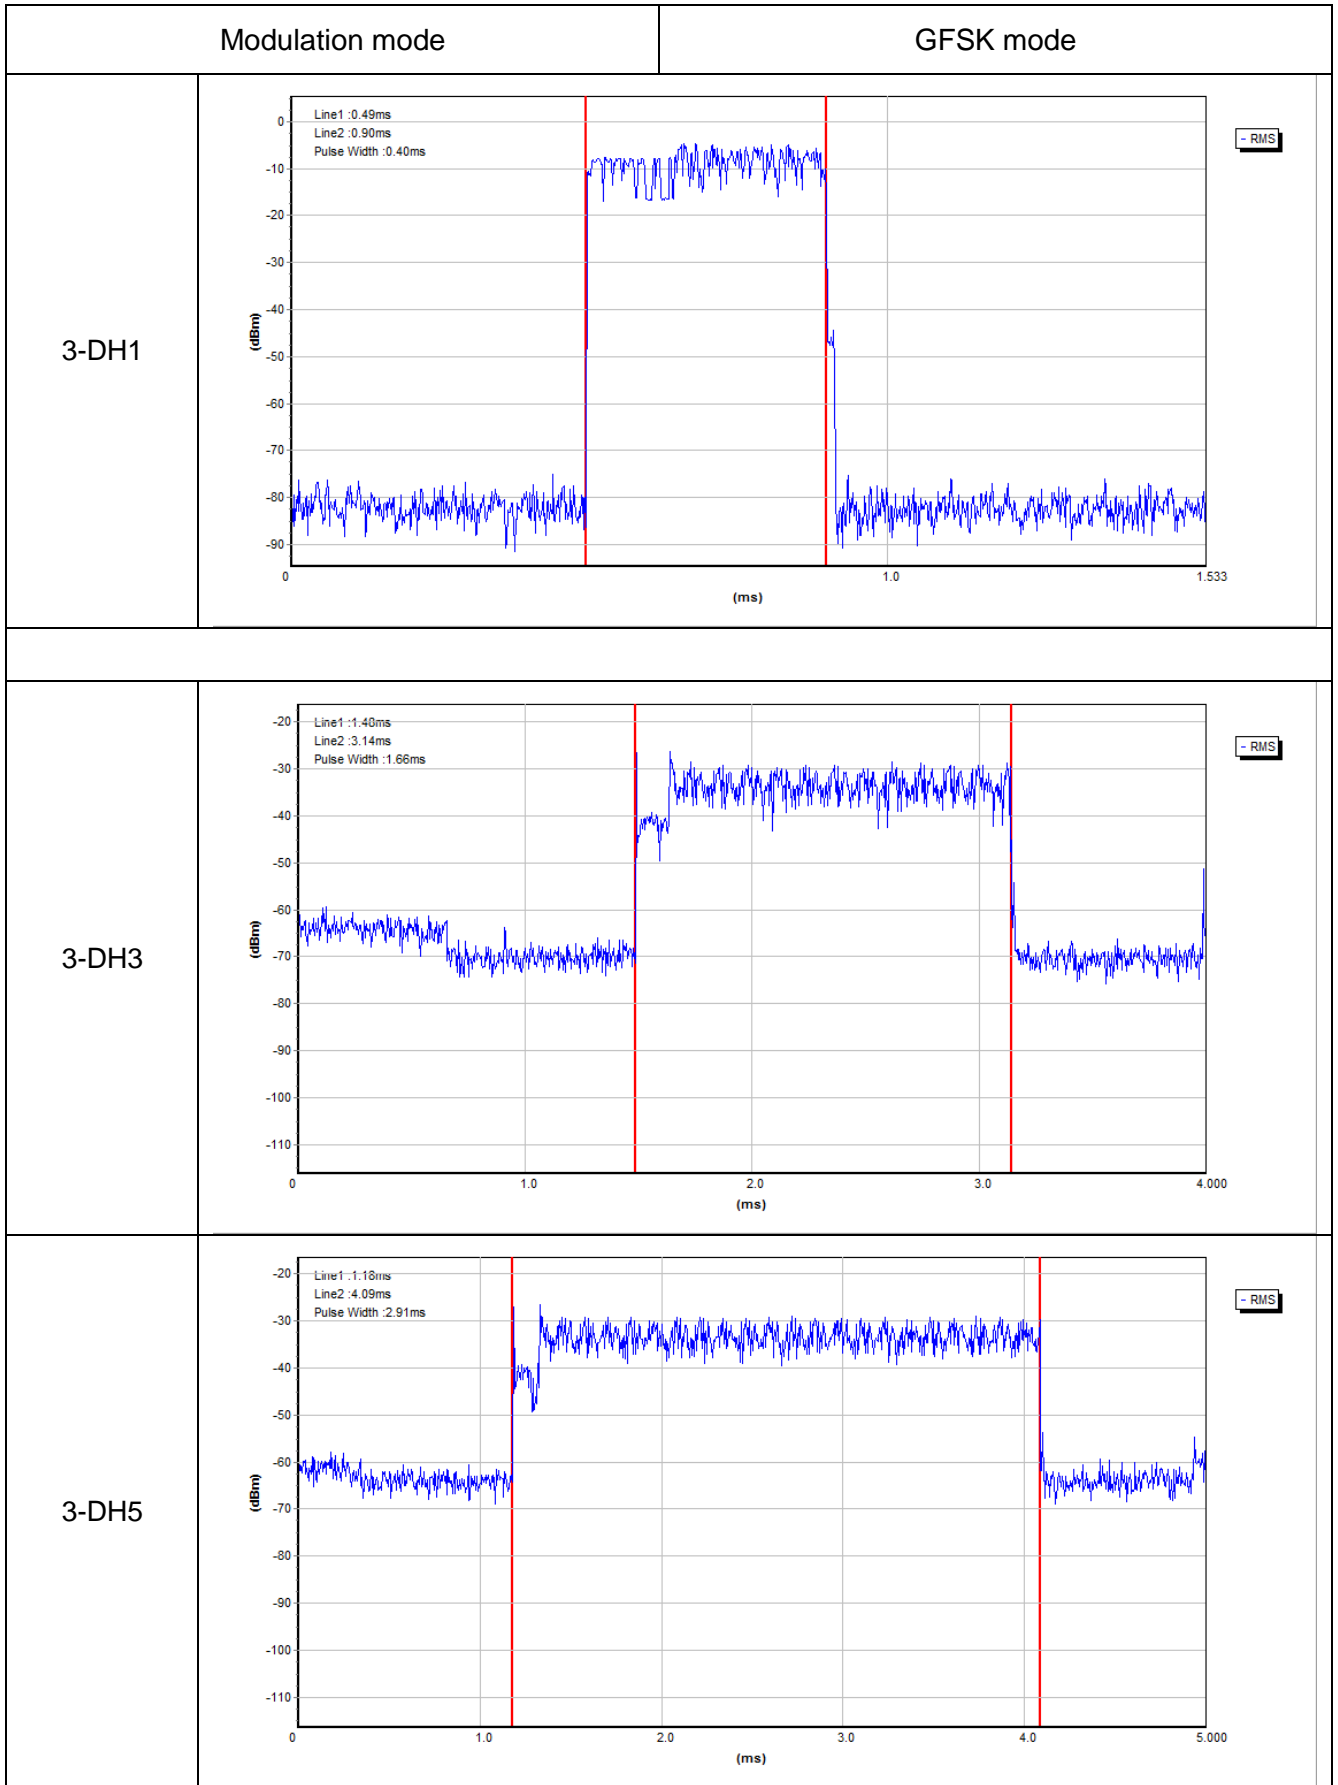 Modulation mode GFSK mode
3-DH1
Line1 :0.49ms
Line2 :0.90ms
Pulse Width :0.40ms
- RMS
0
-10
-20
-30
-40
-50
-60
-70
-80
-90
(dBm)
0 1.0 1.533
(ms)
3-DH3
Line1 :1.48ms
Line2 :3.14ms
Pulse Width :1.66ms
- RMS
-20
-30
-40
-50
-60
-70
-80
-90
-100
-110
(dBm)
0 1.0 2.0 3.0 4.000
(ms)
3-DH5
Line1 :1.18ms
Line2 :4.09ms
Pulse Width :2.91ms
- RMS
-20
-30
-40
-50
-60
-70
-80
-90
-100
-110
(dBm)
0 1.0 2.0 3.0 4.0 5.000
(ms)